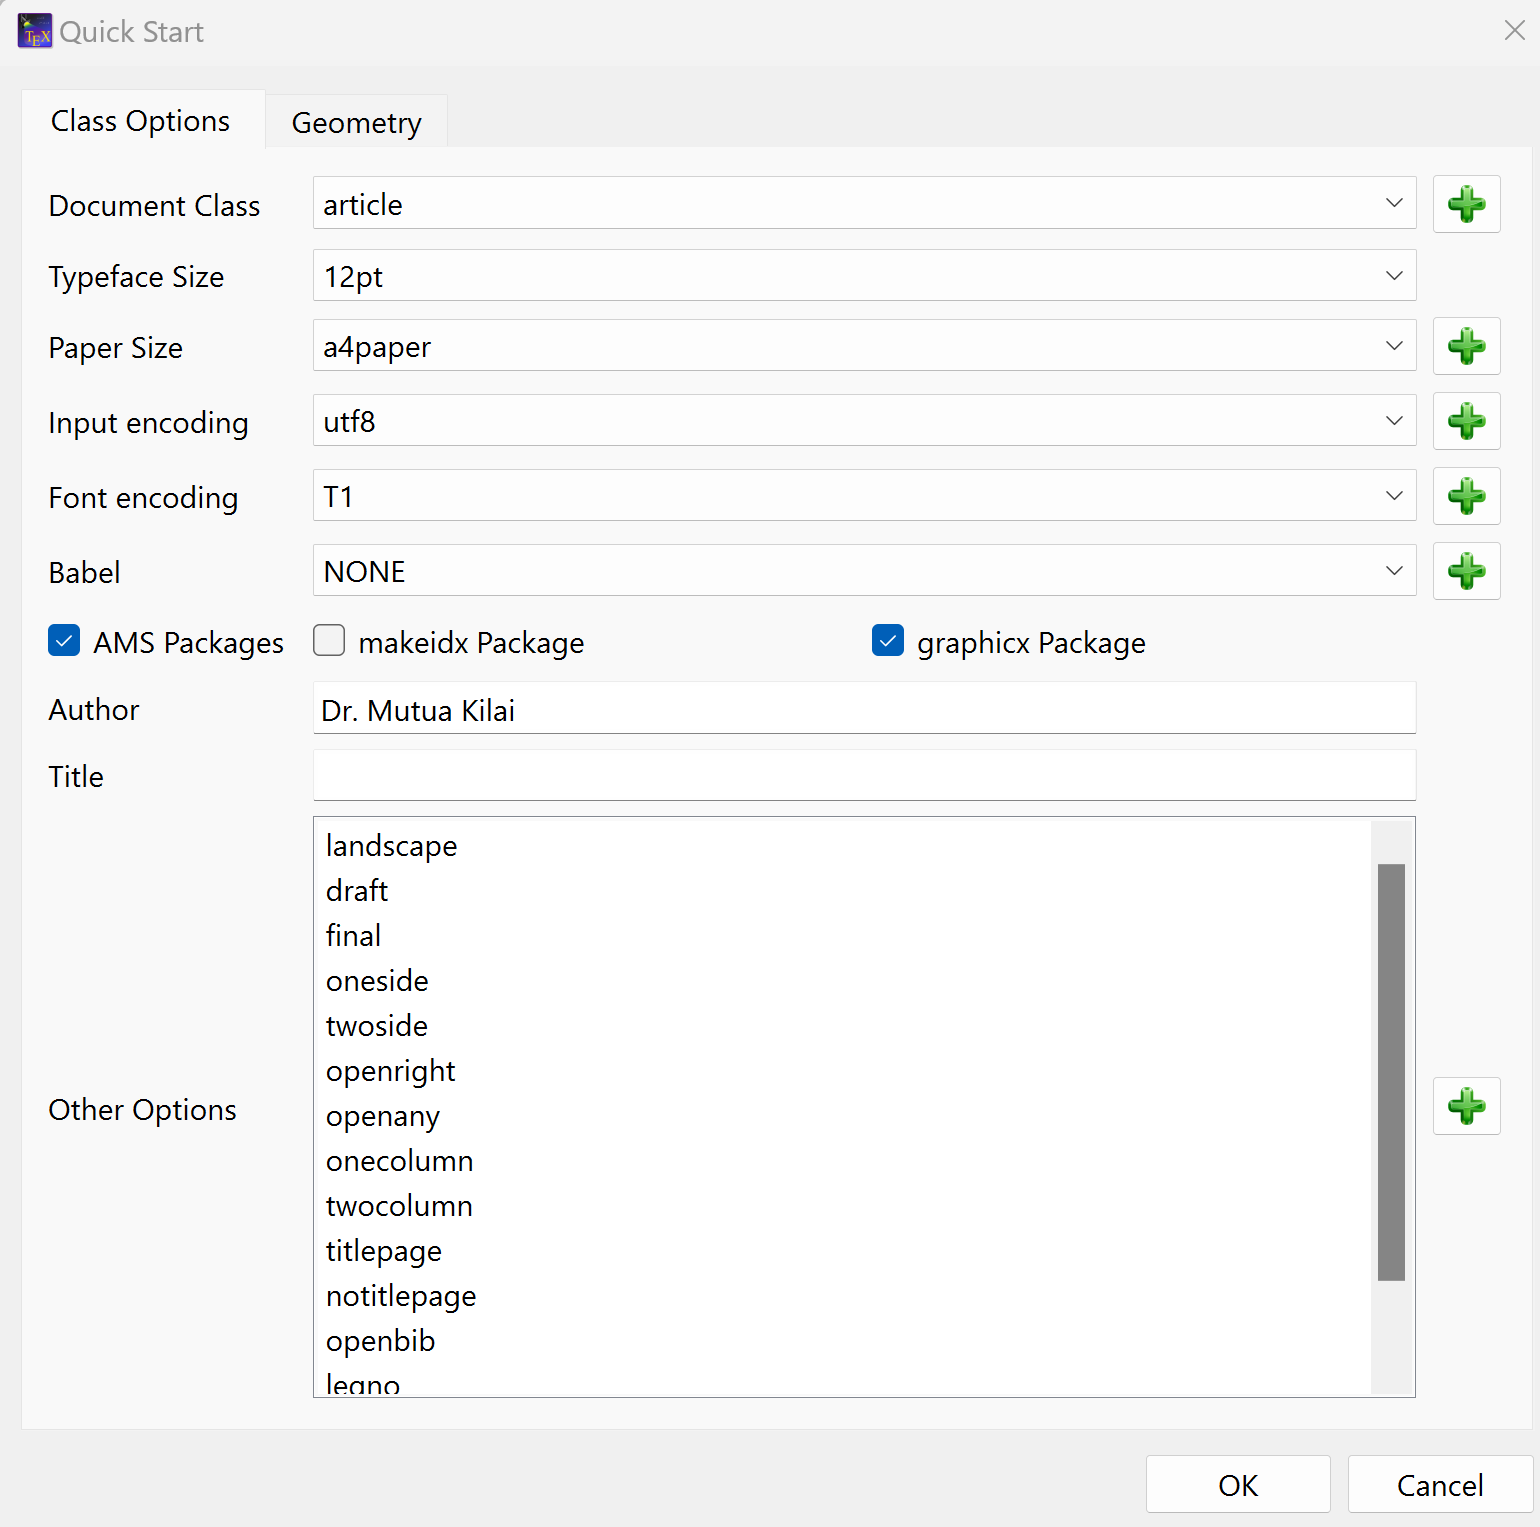 TEX Quick Start
Class Options Geometry
Document Class article
Typeface Size 12pt
Paper Size a4paper
Input encoding utf8
Font encoding T1
Babel NONE
AMS Packages makeidx Package graphicx Package
Author Dr. Mutua Kilai
Title
landscape
draft
final
oneside
twoside
openright
Other Options
openany
onecolumn
twocolumn
titlepage
notitlepage
openbib
leqno
OK Cancel